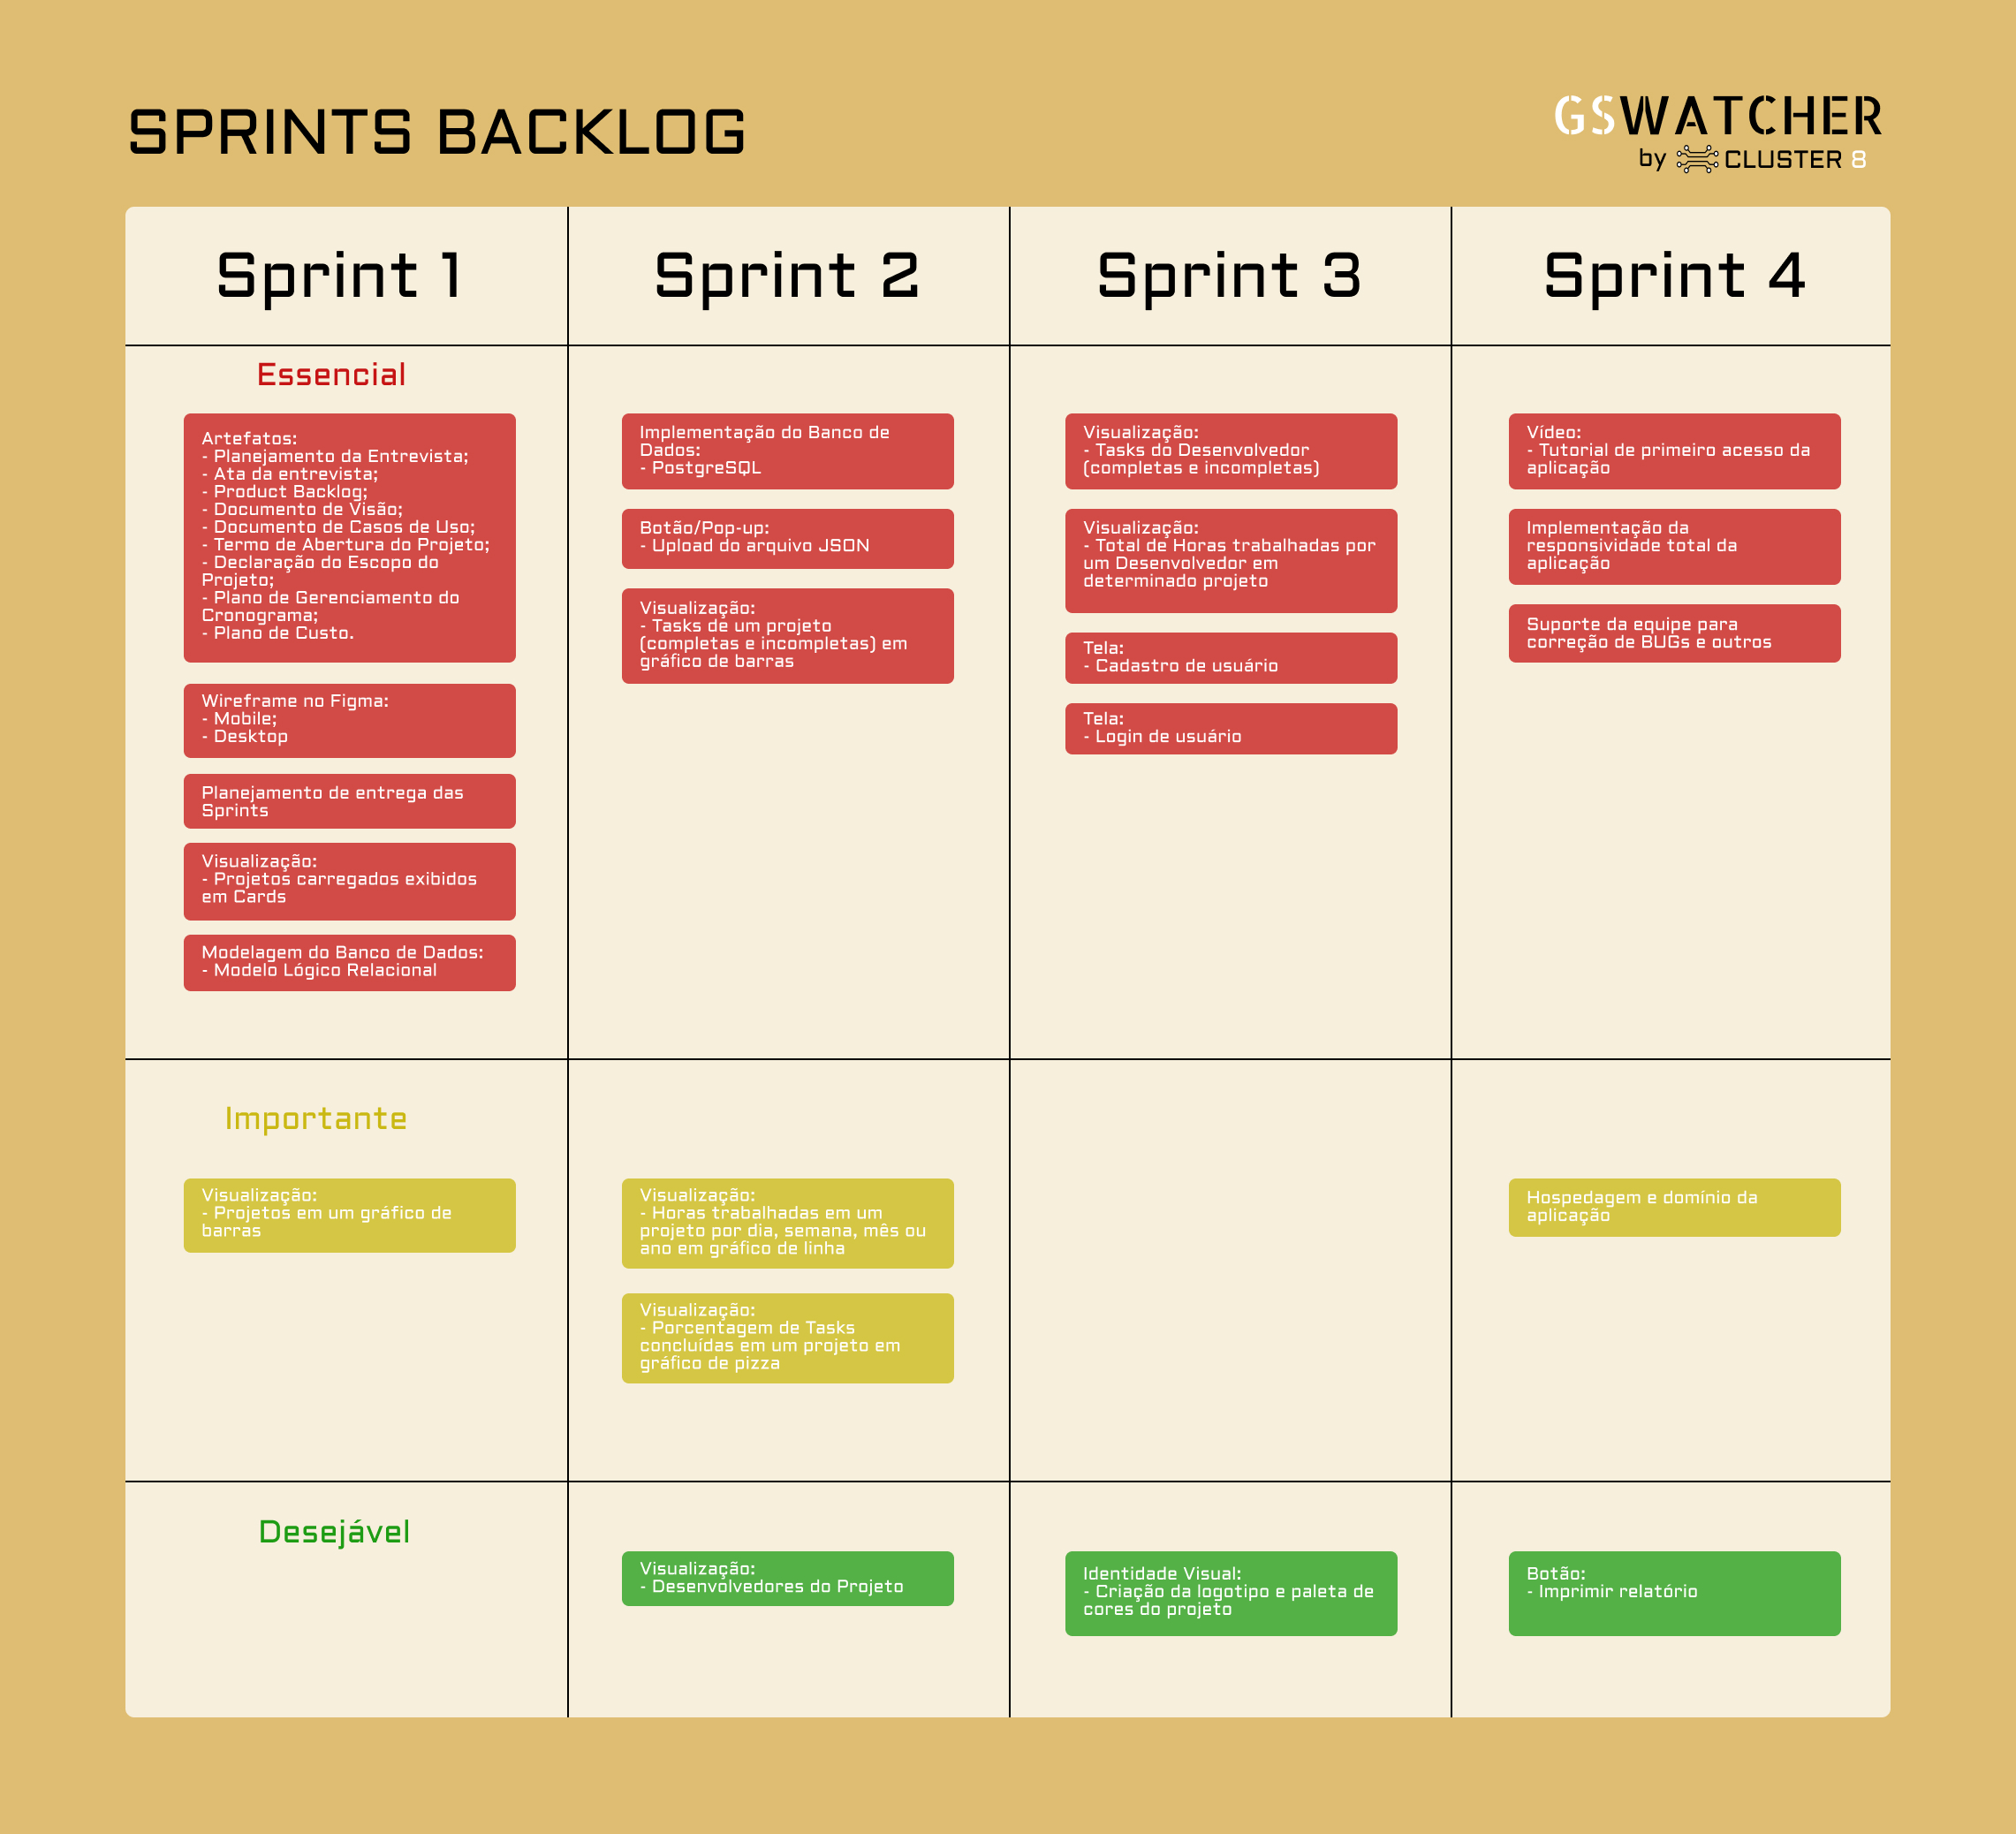 SPRINTS BACKLOG
GSWATCHER
by CLUSTER 8
Sprint 1
Sprint 2
Sprint 3
Sprint 4
Essencial
Artefatos:
- Planejamento da Entrevista;
- Ata da entrevista;
- Product Backlog;
- Documento de Visão;
- Documento de Casos de Uso;
- Termo de Abertura do Projeto;
- Declaração do Escopo do
Projeto;
- Plano de Gerenciamento do
Cronograma;
- Plano de Custo.
Wireframe no Figma:
- Mobile;
- Desktop
Planejamento de entrega das
Sprints
Visualização:
- Projetos carregados exibidos
em Cards
Modelagem do Banco de Dados:
- Modelo Lógico Relacional
Implementação do Banco de
Dados:
- PostgreSQL
Botão/Pop-up:
- Upload do arquivo JSON
Visualização:
- Tasks de um projeto
(completas e incompletas) em
gráfico de barras
Visualização:
- Tasks do Desenvolvedor
(completas e incompletas)
Visualização:
- Total de Horas trabalhadas por
um Desenvolvedor em
determinado projeto
Tela:
- Cadastro de usuário
Tela:
- Login de usuário
Vídeo:
- Tutorial de primeiro acesso da
aplicação
Implementação da
responsividade total da
aplicação
Suporte da equipe para
correção de BUGs e outros
Importante
Visualização:
- Projetos em um gráfico de
barras
Visualização:
- Horas trabalhadas em um
projeto por dia, semana, mês ou
ano em gráfico de linha
Visualização:
- Porcentagem de Tasks
concluídas em um projeto em
gráfico de pizza
Hospedagem e domínio da
aplicação
Desejável
Visualização:
- Desenvolvedores do Projeto
Identidade Visual:
- Criação da logotipo e paleta de
cores do projeto
Botão:
- Imprimir relatório